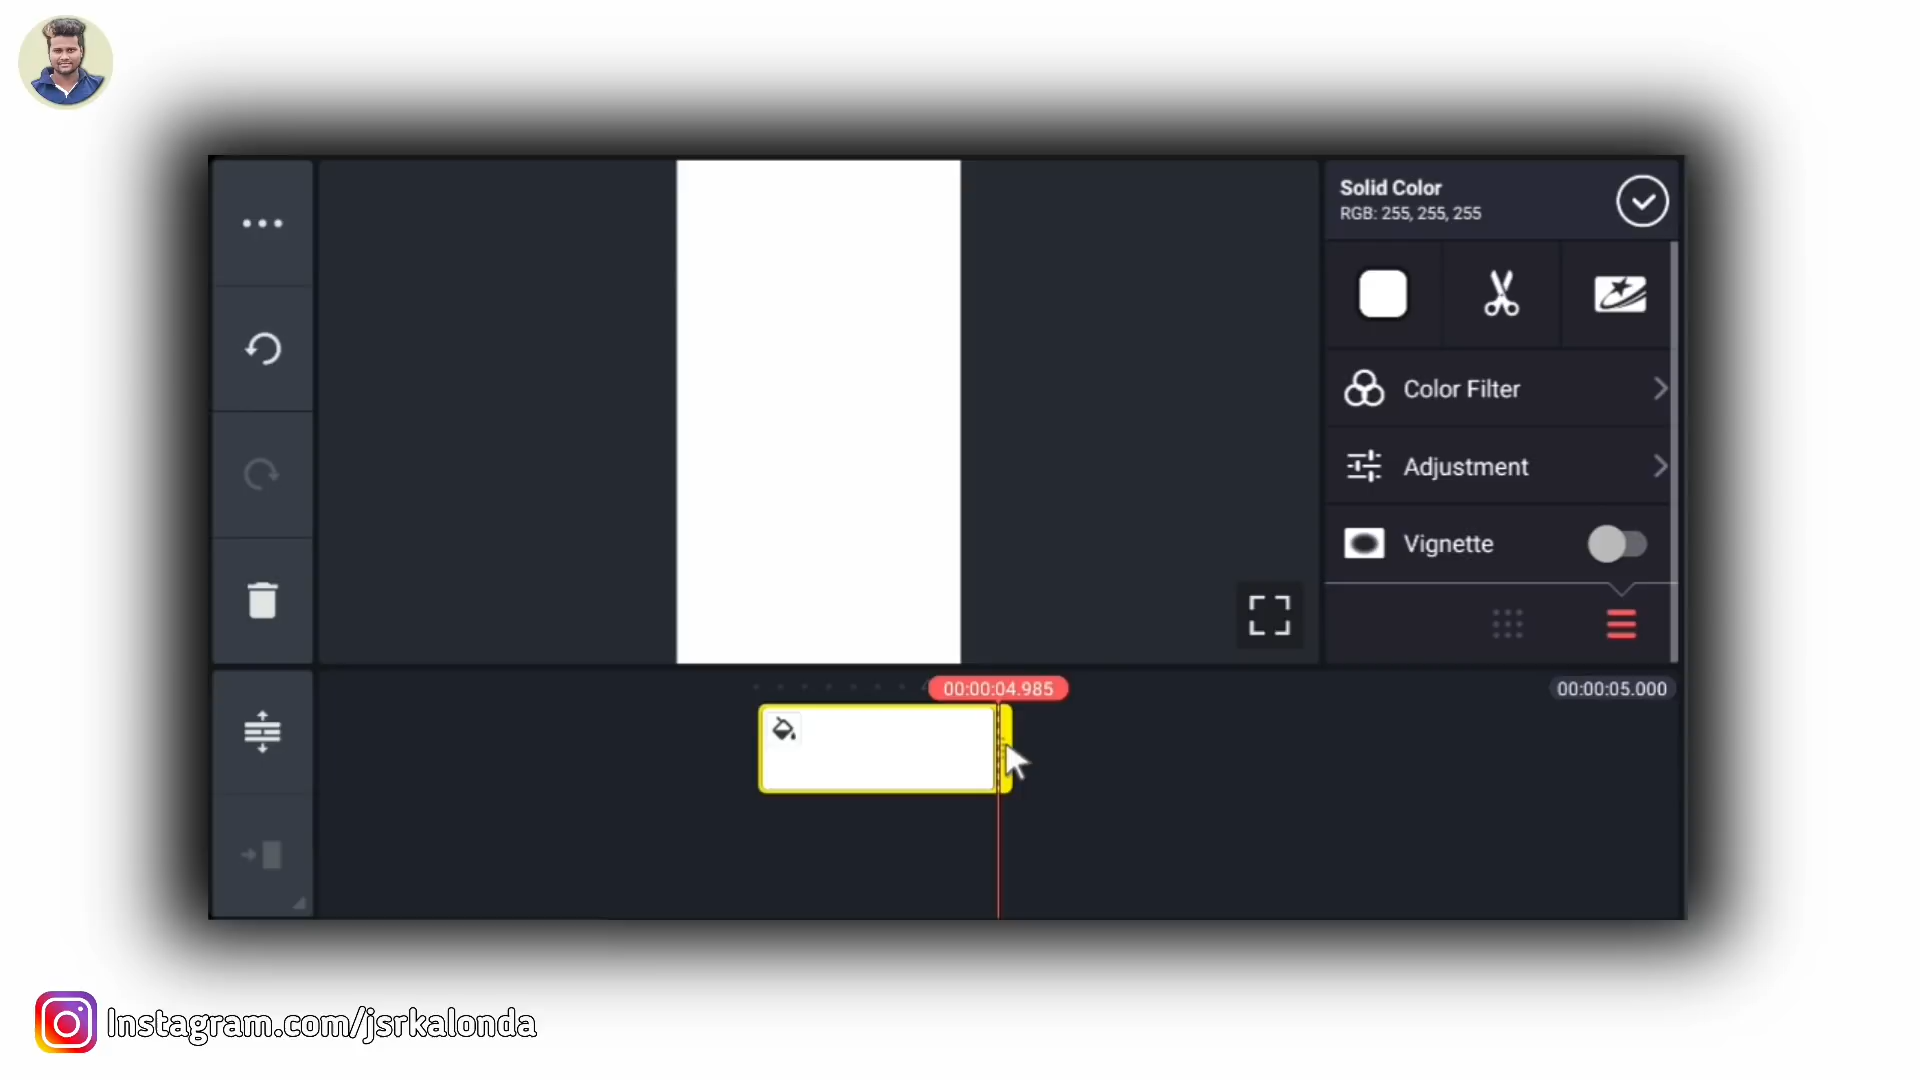 Solid Color
RGB: 255, 255, 255
Color Filter
Adjustment
Vignette
00:00:04.985
00:00:05.000
Instagram.com/jsrkalonda